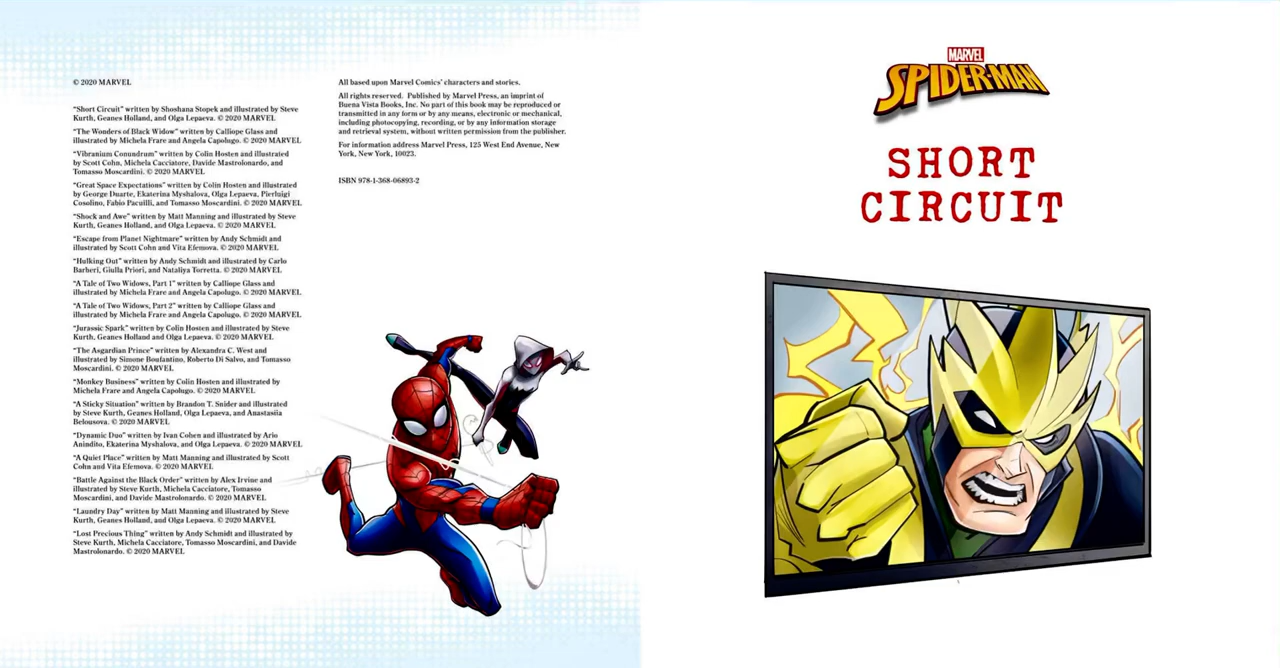 © 2020 MARVEL
“Short Circuit” written by Shoshana Stopek and illustrated by Steve
Kurth, Geanes Holland, and Olga Lepaeva. © 2020 MARVEL
“The Wonders of Black Widow” written by Calliope Glass and
illustrated by Michela Frare and Angela Capolugo. © 2020 MARVEL
“Vibranium Conundrum” written by Colin Hosten and illustrated
by Scott Cohn, Michela Cacciatore, Davide Mastrolonardo, and
Tomasso Moscardini. © 2020 MARVEL
“Great Space Expectations” written by Colin Hosten and illustrated
by George Duarte, Ekaterina Myshalova, Olga Lepaeva, Pierluigi
Cosolino, Fabio Pacuilli, and Tomasso Moscardini. © 2020 MARVEL
“Shock and Awe” written by Matt Manning and illustrated by Steve
Kurth, Geanes Holland, and Olga Lepaeva. © 2020 MARVEL
“Escape from Planet Nightmare” written by Andy Schmidt and
illustrated by Scott Cohn and Vita Efemova. © 2020 MARVEL
“Hulking Out” written by Andy Schmidt and illustrated by Carlo
Barberi, Giulla Priori, and Nataliya Torretta. © 2020 MARVEL
“A Tale of Two Widows, Part 1” written by Calliope Glass and
illustrated by Michela Frare and Angela Capolugo. © 2020 MARVEL
“A Tale of Two Widows, Part 2” written by Calliope Glass and
illustrated by Michela Frare and Angela Capolugo. © 2020 MARVEL
“Jurassic Spark” written by Colin Hosten and illustrated by Steve
Kurth, Geanes Holland and Olga Lepaeva. © 2020 MARVEL
“The Asgardian Prince” written by Alexandra C. West and
illustrated by Simone Boufantino, Roberto Di Salvo, and Tomasso
Moscardini. © 2020 MARVEL
“Monkey Business” written by Colin Hosten and illustrated by
Michela Frare and Angela Capolugo. © 2020 MARVEL
“A Sticky Situation” written by Brandon T. Snider and illustrated
by Steve Kurth, Geanes Holland, Olga Lepaeva, and Anastasiia
Belousova. © 2020 MARVEL
“Dynamic Duo” written by Ivan Cohen and illustrated by Ario
Anindito, Ekaterina Myshalova, and Olga Lepaeva. © 2020 MARVEL
“A Quiet Place” written by Matt Manning and illustrated by Scott
Cohn and Vita Efemova. © 2020 MARVEL
“Battle Against the Black Order” written by Alex Irvine and
illustrated by Steve Kurth, Michela Cacciatore, Tomasso
Moscardini, and Davide Mastrolonardo. © 2020 MARVEL
“Laundry Day” written by Matt Manning and illustrated by Steve
Kurth, Geanes Holland, and Olga Lepaeva. © 2020 MARVEL
“Lost Precious Thing” written by Andy Schmidt and illustrated by
Steve Kurth, Michela Cacciatore, Tomasso Moscardini, and Davide
Mastrolonardo. © 2020 MARVEL
All based upon Marvel Comics’ characters and stories.
All rights reserved. Published by Marvel Press, an imprint of
Buena Vista Books, Inc. No part of this book may be reproduced or
transmitted in any form or by any means, electronic or mechanical,
including photocopying, recording, or by any information storage
and retrieval system, without written permission from the publisher.
For information address Marvel Press, 125 West End Avenue, New
York, New York, 10023.
ISBN 978-1-368-06893-2
MARVEL
SPIDER-MAN
SHORT
CIRCUIT